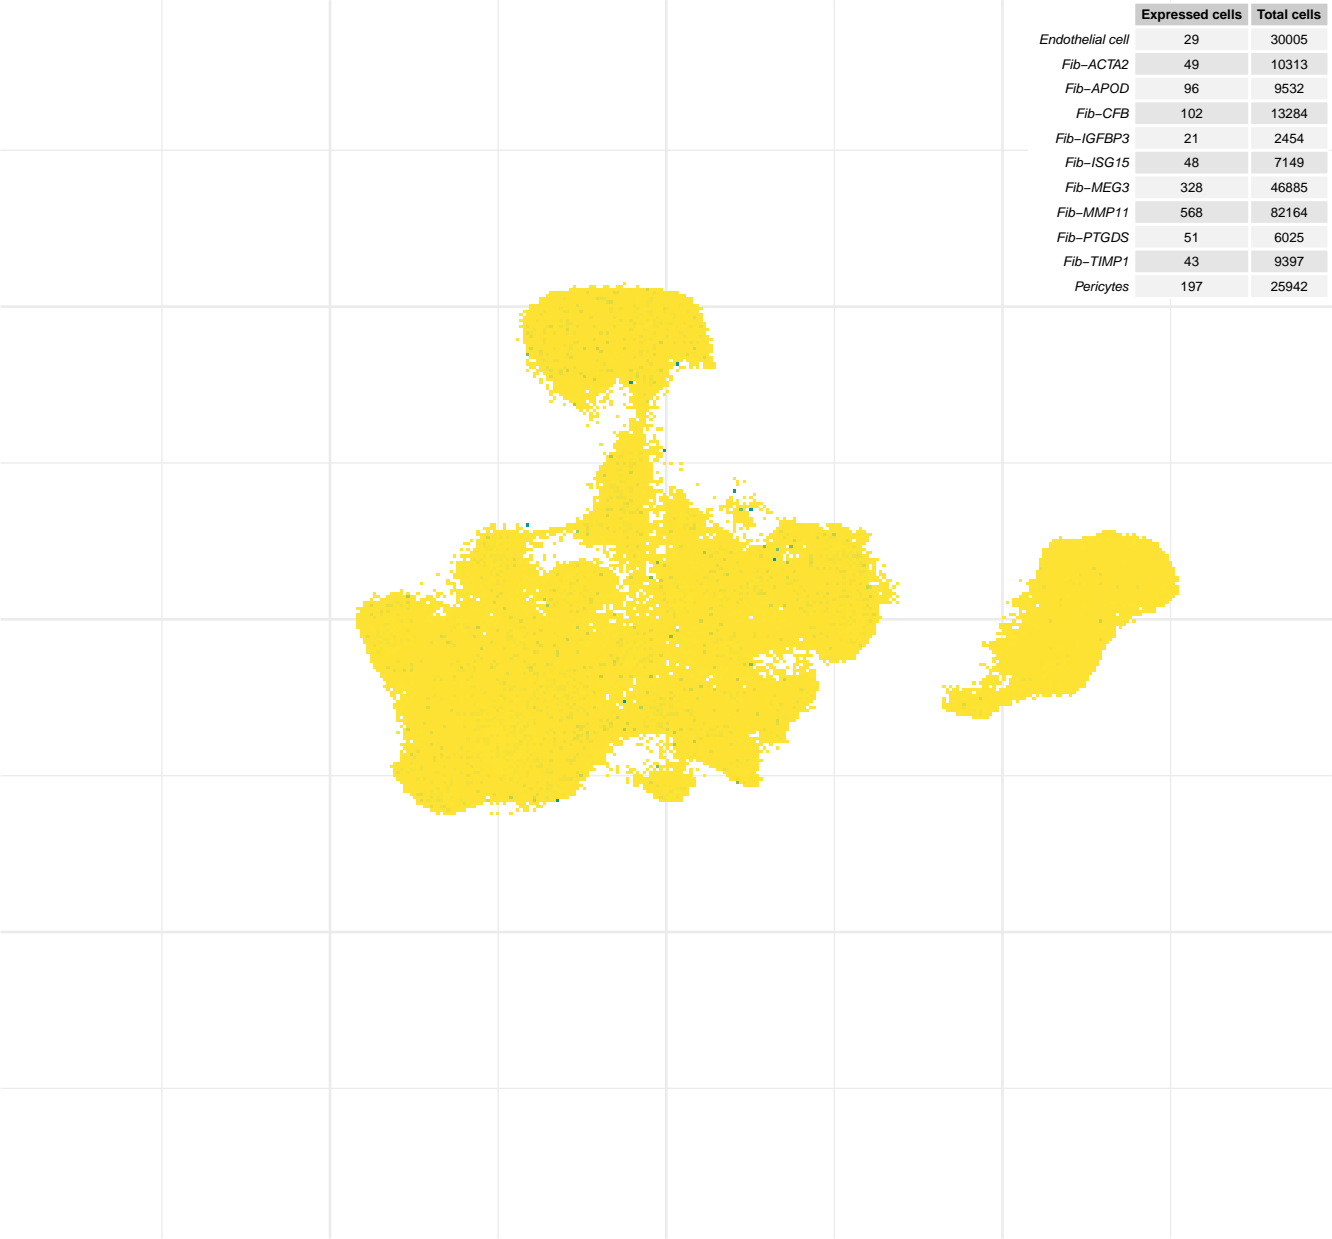 Expressed cells Total cells
Endothelial cell 29 30005
Fib−ACTA2 49 10313
Fib−APOD 96 9532
Fib−CFB 102 13284
Fib−IGFBP3 21 2454
Fib−ISG15 48 7149
Fib−MEG3 328 46885
Fib−MMP11 568 82164
Fib−PTGDS 51 6025
Fib−TIMP1 43 9397
Pericytes 197 25942